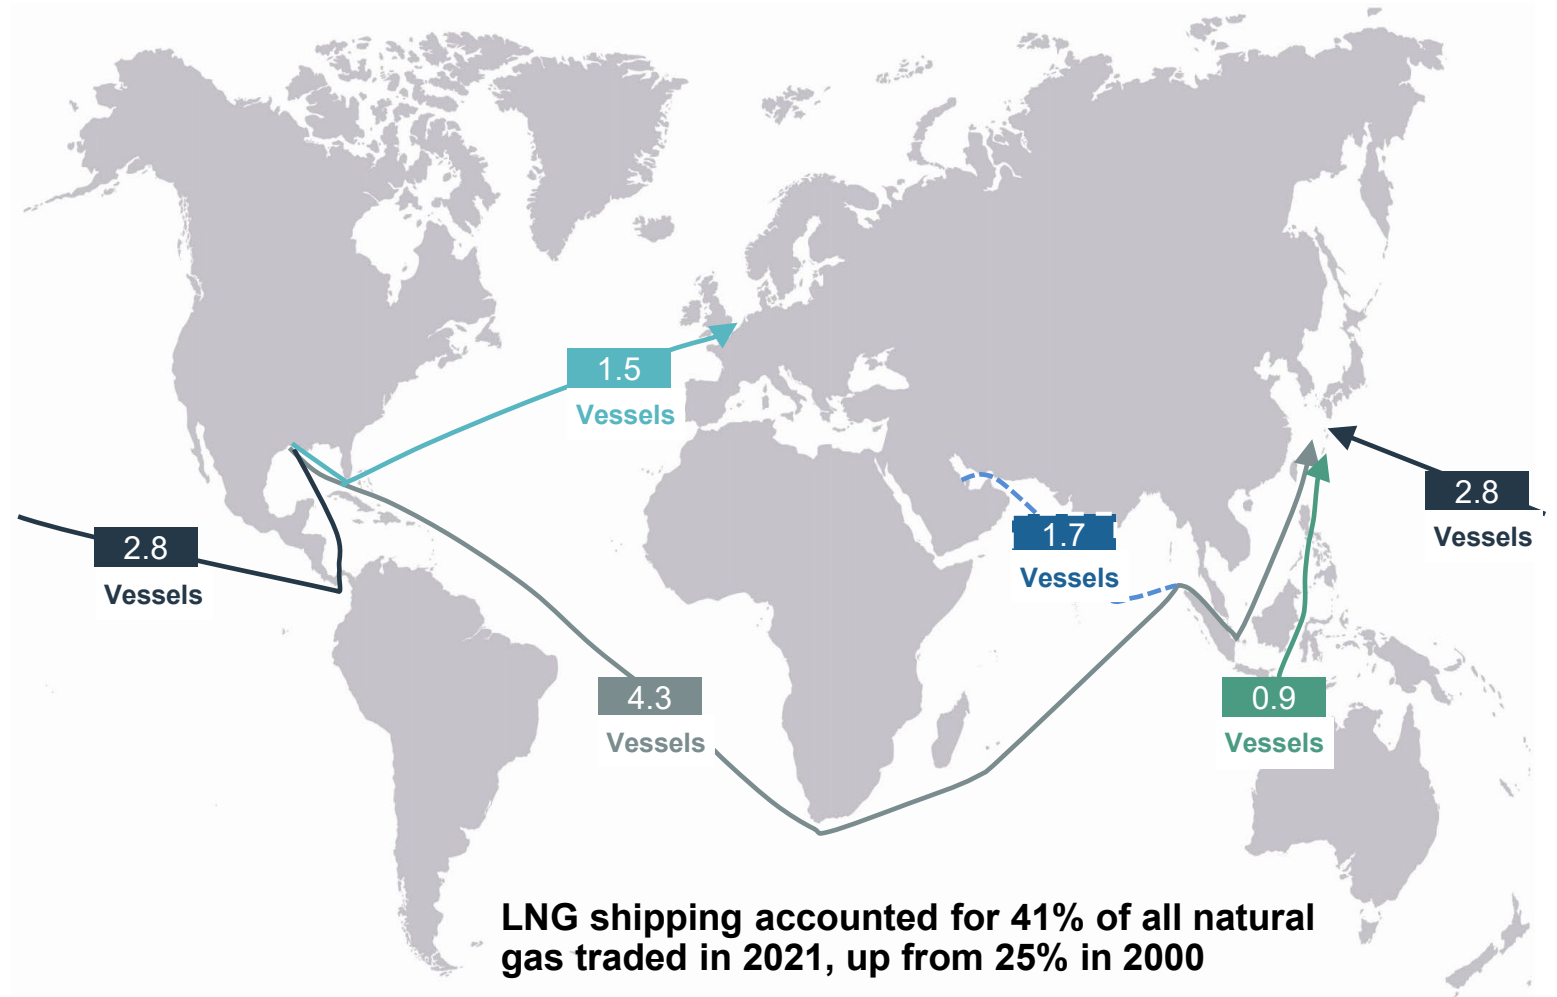 1.5
Vessels
2.8
Vessels
1.7
Vessels
2.8
Vessels
4.3
Vessels
0.9
Vessels
LNG shipping accounted for 41% of all natural
gas traded in 2021, up from 25% in 2000